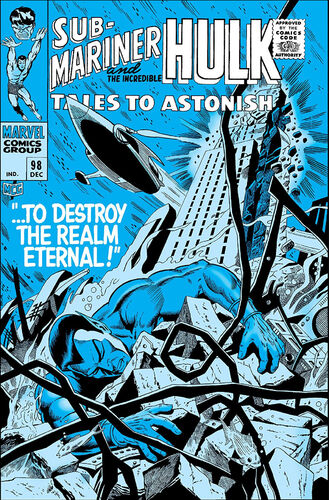 SUB-
MARINER
and
THE INCREDIBLE
HULK
TALES TO ASTONISH
APPROVED
BY THE
COMICS
CODE
AUTHORITY
MARVEL
COMICS
GROUP
98
IND.
DEC
"...TO DESTROY
THE REALM
ETERNAL!"